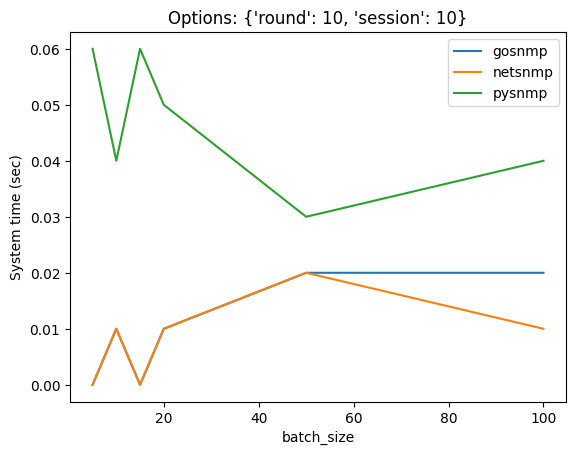 Options: {'round': 10, 'session': 10}
gosnmp
netsnmp
pysnmp
System time (sec)
0.06
0.05
0.04
0.03
0.02
0.01
0.00
20 40 60 80 100
batch_size